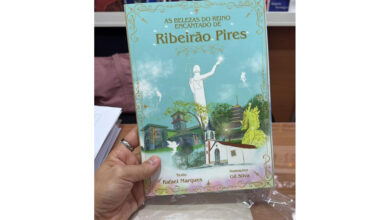 AS BELEZAS DO REINO
ENCANTADO DE
Ribeirão Pires
Texto
Rafael Marques
Ilustrações
Gil Silva